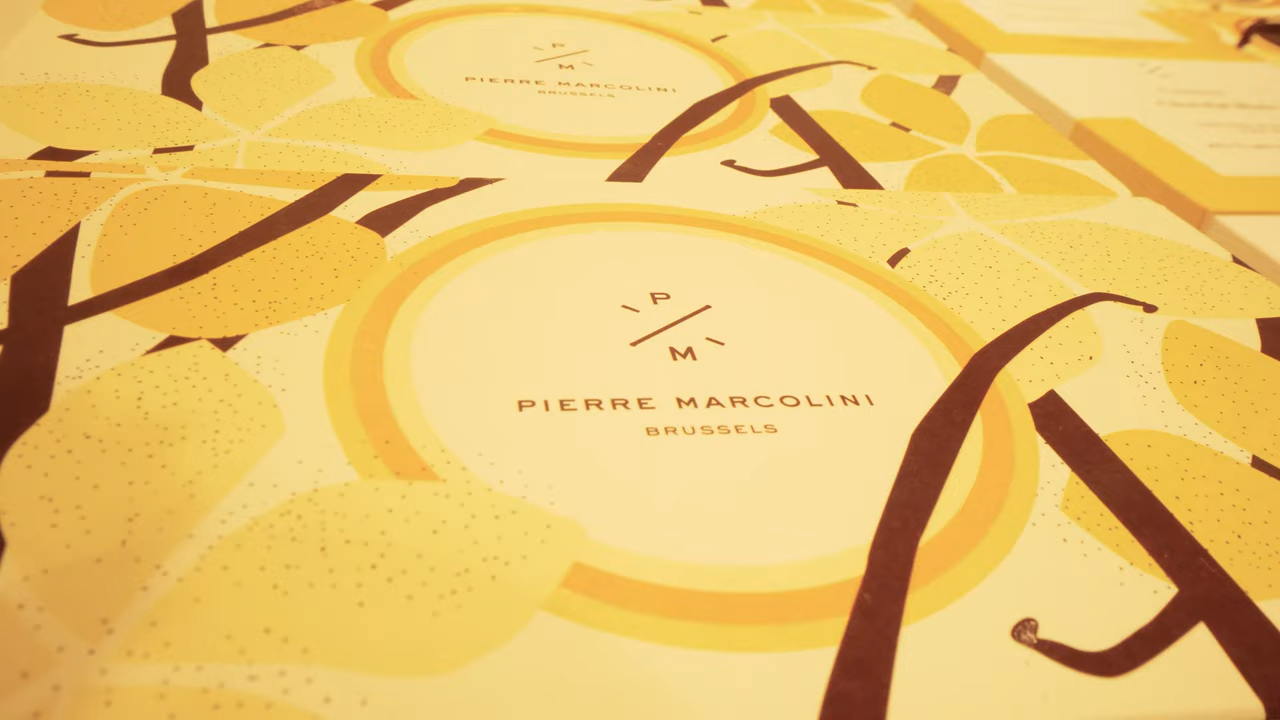 P
M
PIERRE MARCOLINI
BRUSSELS
P
M
PIERRE MARCOLINI
BRUSSELS